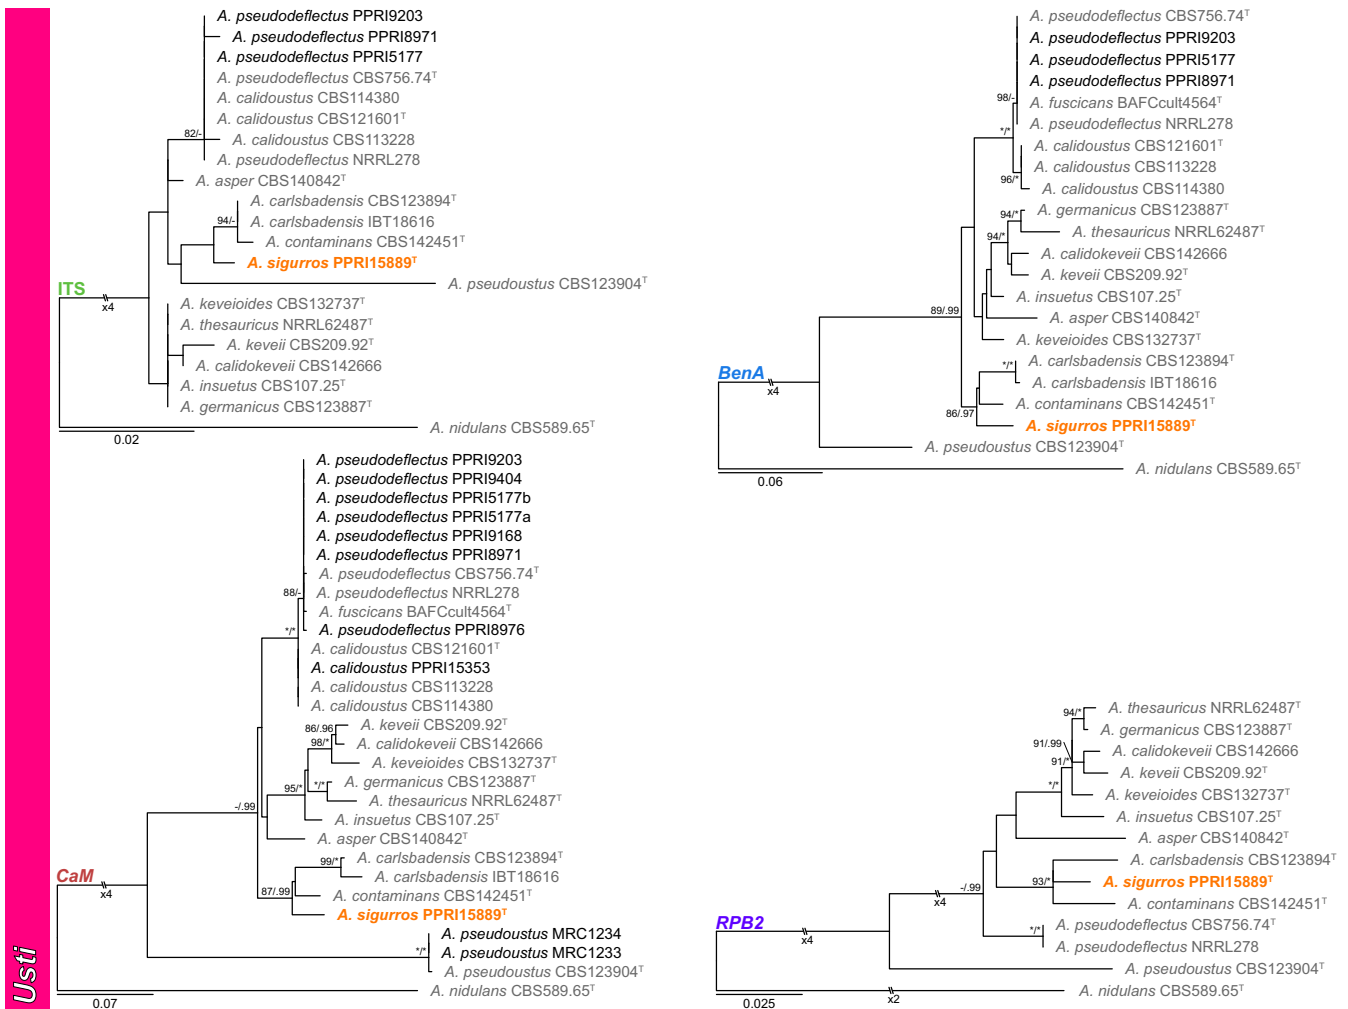 Usti
ITS
x4
82/-
94/-
A. pseudodeflectus PPRI9203
A. pseudodeflectus PPRI8971
A. pseudodeflectus PPRI5177
A. pseudodeflectus CBS756.74ᵀ
A. calidoustus CBS114380
A. calidoustus CBS121601ᵀ
A. calidoustus CBS113228
A. pseudodeflectus NRRL278
A. asper CBS140842ᵀ
A. carlsbadensis CBS123894ᵀ
A. carlsbadensis IBT18616
A. contaminans CBS142451ᵀ
A. sigurros PPRI15889ᵀ
A. pseudoustus CBS123904ᵀ
A. keveioides CBS132737ᵀ
A. thesauricus NRRL62487ᵀ
A. keveii CBS209.92ᵀ
A. calidokeveii CBS142666
A. insuetus CBS107.25ᵀ
A. germanicus CBS123887ᵀ
A. nidulans CBS589.65ᵀ
0.02
BenA
x4
98/-
*/*
96/*
94/*
94/*
89/.99
*/*
86/.97
A. pseudodeflectus CBS756.74ᵀ
A. pseudodeflectus PPRI9203
A. pseudodeflectus PPRI5177
A. pseudodeflectus PPRI8971
A. fuscicans BAFCcult4564ᵀ
A. pseudodeflectus NRRL278
A. calidoustus CBS121601ᵀ
A. calidoustus CBS113228
A. calidoustus CBS114380
A. germanicus CBS123887ᵀ
A. thesauricus NRRL62487ᵀ
A. calidokeveii CBS142666
A. keveii CBS209.92ᵀ
A. insuetus CBS107.25ᵀ
A. asper CBS140842ᵀ
A. keveioides CBS132737ᵀ
A. carlsbadensis CBS123894ᵀ
A. carlsbadensis IBT18616
A. contaminans CBS142451ᵀ
A. sigurros PPRI15889ᵀ
A. pseudoustus CBS123904ᵀ
A. nidulans CBS589.65ᵀ
0.06
CaM
x4
88/-
*/*
86/.96
98/*
95/*
*/*
-/.99
99/*
87/.99
*/*
A. pseudodeflectus PPRI9203
A. pseudodeflectus PPRI9404
A. pseudodeflectus PPRI5177b
A. pseudodeflectus PPRI5177a
A. pseudodeflectus PPRI9168
A. pseudodeflectus PPRI8971
A. pseudodeflectus CBS756.74ᵀ
A. pseudodeflectus NRRL278
A. fuscicans BAFCcult4564ᵀ
A. pseudodeflectus PPRI8976
A. calidoustus CBS121601ᵀ
A. calidoustus PPRI15353
A. calidoustus CBS113228
A. calidoustus CBS114380
A. keveii CBS209.92ᵀ
A. calidokeveii CBS142666
A. keveioides CBS132737ᵀ
A. germanicus CBS123887ᵀ
A. thesauricus NRRL62487ᵀ
A. insuetus CBS107.25ᵀ
A. asper CBS140842ᵀ
A. carlsbadensis CBS123894ᵀ
A. carlsbadensis IBT18616
A. contaminans CBS142451ᵀ
A. sigurros PPRI15889ᵀ
A. pseudoustus MRC1234
A. pseudoustus MRC1233
A. pseudoustus CBS123904ᵀ
A. nidulans CBS589.65ᵀ
0.07
RPB2
x4
x4
x2
94/*
91/.99
91/*
*/*
-/.99
93/*
*/*
A. thesauricus NRRL62487ᵀ
A. germanicus CBS123887ᵀ
A. calidokeveii CBS142666
A. keveii CBS209.92ᵀ
A. keveioides CBS132737ᵀ
A. insuetus CBS107.25ᵀ
A. asper CBS140842ᵀ
A. carlsbadensis CBS123894ᵀ
A. sigurros PPRI15889ᵀ
A. contaminans CBS142451ᵀ
A. pseudodeflectus CBS756.74ᵀ
A. pseudodeflectus NRRL278
A. pseudoustus CBS123904ᵀ
A. nidulans CBS589.65ᵀ
0.025